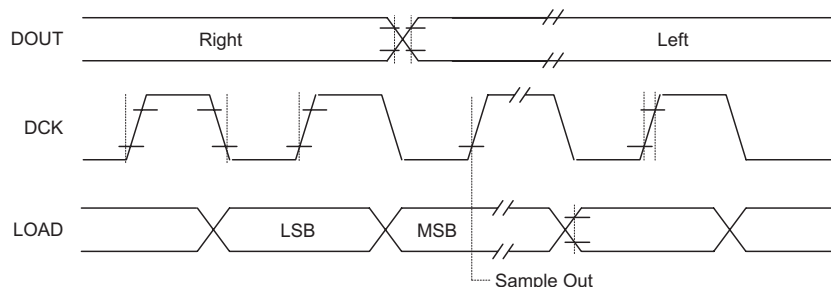 DOUT
Right
Left
DCK
LOAD
LSB
MSB
Sample Out